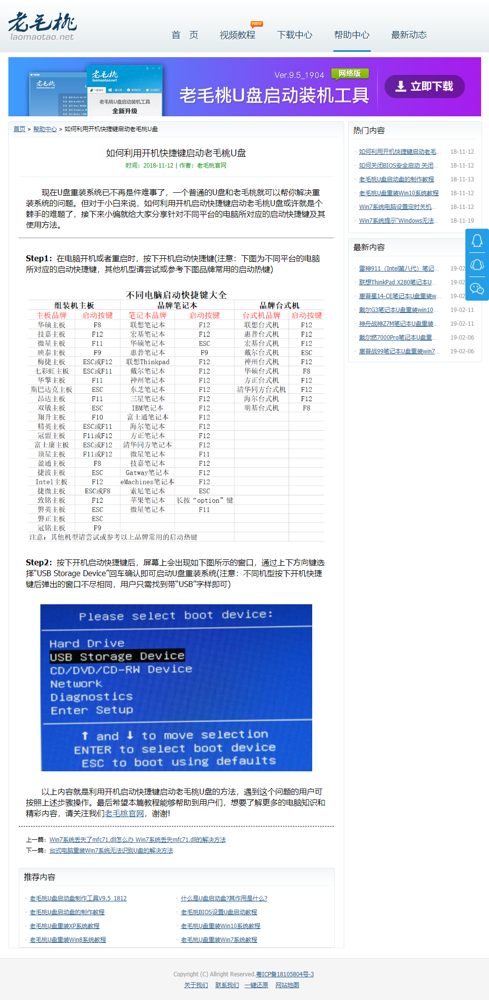 老毛桃
laomaotao.net
首 页 视频教程 NEW 下载中心 帮助中心 最新动态
老毛桃
laomaotao.net
老毛桃U盘启动装机工具
全新升级
Ver.9.5_1904 网络版
老毛桃U盘启动装机工具
立即下载
首页 > 帮助中心 > 如何利用开机快捷键启动老毛桃U盘
如何利用开机快捷键启动老毛桃U盘
时间：2018-11-12 | 作者：老毛桃官网
现在U盘重装系统已不再是件难事了，一个普通的U盘和老毛桃就可以帮你解决重
装系统的问题。但对于小白来说，如何利用开机启动快捷键启动老毛桃U盘或许就是个
棘手的难题了，接下来小编就给大家分享针对不同平台的电脑所对应的启动快捷键及其
使用方法。
Step1：在电脑开机或者重启时，按下开机启动快捷键(注意：下图为不同平台的电脑
所对应的启动快捷键，其他机型请尝试或参考下图品牌常用的启动热键)
不同电脑启动快捷键大全
组装机主板 品牌笔记本 品牌台式机
主板品牌 启动按键 笔记本品牌 启动按键 台式机品牌 启动按键
华硕主板 F8 联想笔记本 F12 联想台式机 F12
技嘉主板 F12 宏基笔记本 F12 惠普台式机 F12
微星主板 F11 华硕笔记本 ESC 宏基台式机 F12
映泰主板 F9 惠普笔记本 F9 戴尔台式机 ESC
梅捷主板 ESC或F12 联想Thinkpad F12 神州台式机 F12
七彩虹主板 ESC或F11 戴尔笔记本 F12 华硕台式机 F8
华擎主板 F11 神州笔记本 F12 方正台式机 F12
斯巴达克主板 ESC 东芝笔记本 F12 清华同方台式机 F12
昂达主板 F11 三星笔记本 F12 海尔台式机 F12
双敏主板 ESC IBM笔记本 F12 明基台式机 F8
翔升主板 F10 富士通笔记本 F12
精英主板 ESC或F11 海尔笔记本 F12
冠盟主板 F11或F12 方正笔记本 F12
富士康主板 ESC或F12 清华同方笔记本 F12
顶星主板 F11或F12 微星笔记本 F11
盈通主板 F8 技嘉笔记本 F12
捷波主板 ESC Gatway笔记本 F12
Intel主板 F12 eMachines笔记本 F12
捷微主板 ESC或F8 索尼笔记本 ESC
致铭主板 F12 苹果笔记本 长按“option”键
磐英主板 ESC 微星笔记本 F11
磐正主板 ESC
冠铭主板 F9
注意：其他机型请尝试或参考以上品牌常用的启动热键
Step2：按下开机启动快捷键后，屏幕上会出现如下图所示的窗口，通过上下方向键选
择“USB Storage Device”回车确认即可启动U盘重装系统(注意：不同机型按下开机快捷
键后弹出的窗口不尽相同，用户只需找到带“USB”字样即可)
Please select boot device:
Hard Drive
USB Storage Device
CD/DVD/CD-RW Device
Network
Diagnostics
Enter Setup
↑ and ↓ to move selection
ENTER to select boot device
ESC to boot using defaults
以上内容就是利用开机启动快捷键启动老毛桃U盘的方法，遇到这个问题的用户可
按照上述步骤操作。最后希望本篇教程能够帮助到用户们，想要了解更多的电脑知识和
精彩内容，请关注我们老毛桃官网，谢谢!
上一篇：Win7系统丢失了mfc71.dll怎么办 Win7系统丢失mfc71.dll的解决方法
下一篇：台式电脑重装Win7系统无法识别U盘的解决方法
推荐内容
老毛桃U盘启动盘制作工具V9.5_1812 什么是U盘启动盘?其作用是什么?
老毛桃U盘启动盘的制作教程 老毛桃BIOS设置U盘启动教程
老毛桃U盘重装XP系统教程 老毛桃U盘重装Win10系统教程
老毛桃U盘重装Win8系统教程 老毛桃U盘重装Win7系统教程
热门内容
如何利用开机快捷键启动老毛... 18-11-12
如何关闭BIOS安全启动 关闭... 18-11-12
老毛桃U盘启动盘的制作教程 18-11-13
老毛桃U盘重装Win10系统教程 18-11-12
Win7系统电脑设置定时关机... 18-11-12
Win7系统提示“Windows无法... 18-11-19
最新内容
雷神911（Intel第八代）笔记... 19-02
联想ThinkPad X280笔记本U... 19-02
惠普星14-CE笔记本U盘重装w... 19-02
戴尔G3笔记本U盘重装win10... 19-02-11
神舟战神Z7M笔记本U盘重装... 19-02-11
戴尔燃7000Pro笔记本U盘重... 19-02-06
惠普战99笔记本U盘重装win7... 19-02-06
Copyright (C) Allright Reserved.粤ICP备18105804号-3
关于我们 联系我们 一键还原 网站地图